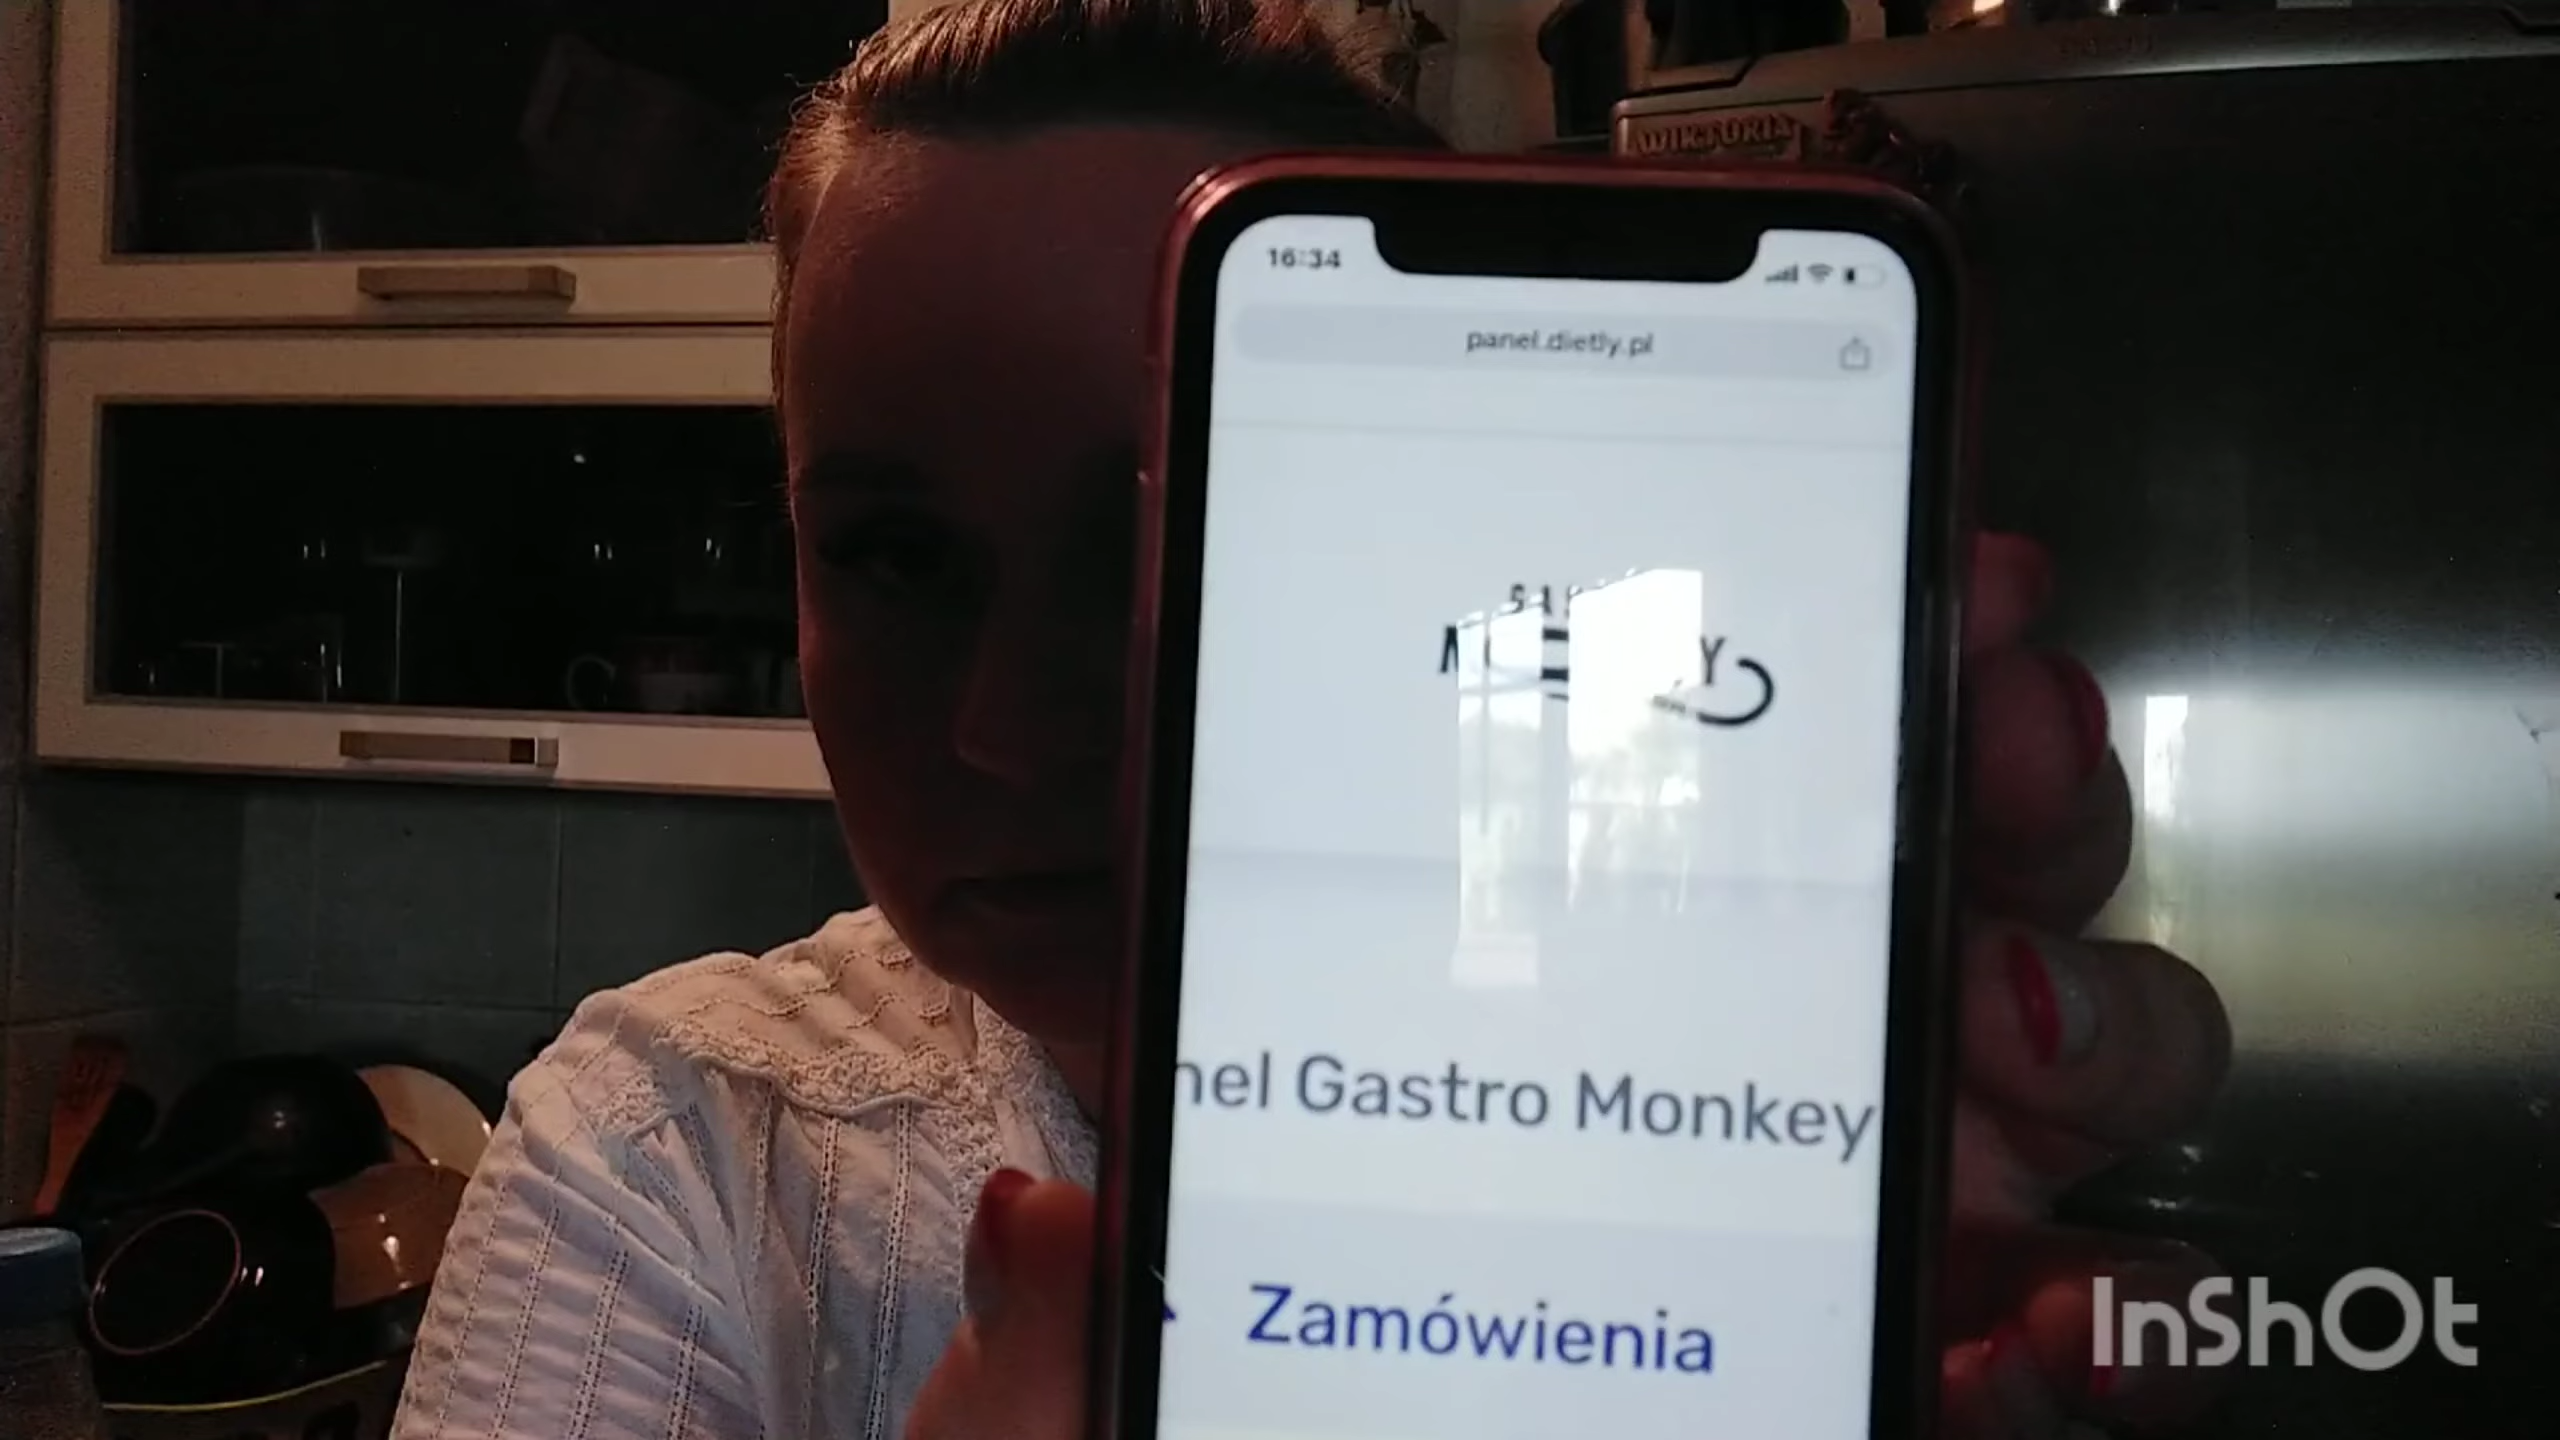 WIKTORIA
16:34
panel.dietly.pl
nel Gastro Monkey
Zamówienia
InShOt